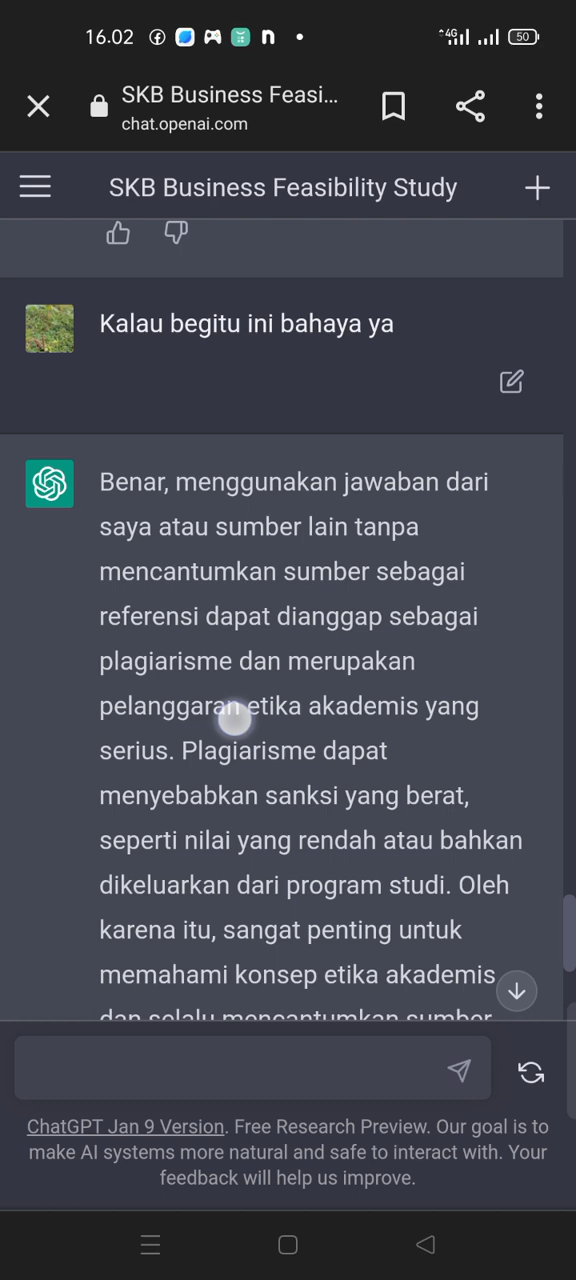 16.02
4G
50
SKB Business Feasi...
chat.openai.com
SKB Business Feasibility Study
Kalau begitu ini bahaya ya
Benar, menggunakan jawaban dari
saya atau sumber lain tanpa
mencantumkan sumber sebagai
referensi dapat dianggap sebagai
plagiarisme dan merupakan
pelanggaran etika akademis yang
serius. Plagiarisme dapat
menyebabkan sanksi yang berat,
seperti nilai yang rendah atau bahkan
dikeluarkan dari program studi. Oleh
karena itu, sangat penting untuk
memahami konsep etika akademis
dan selalu mencantumkan sumber
ChatGPT Jan 9 Version. Free Research Preview. Our goal is to
make AI systems more natural and safe to interact with. Your
feedback will help us improve.